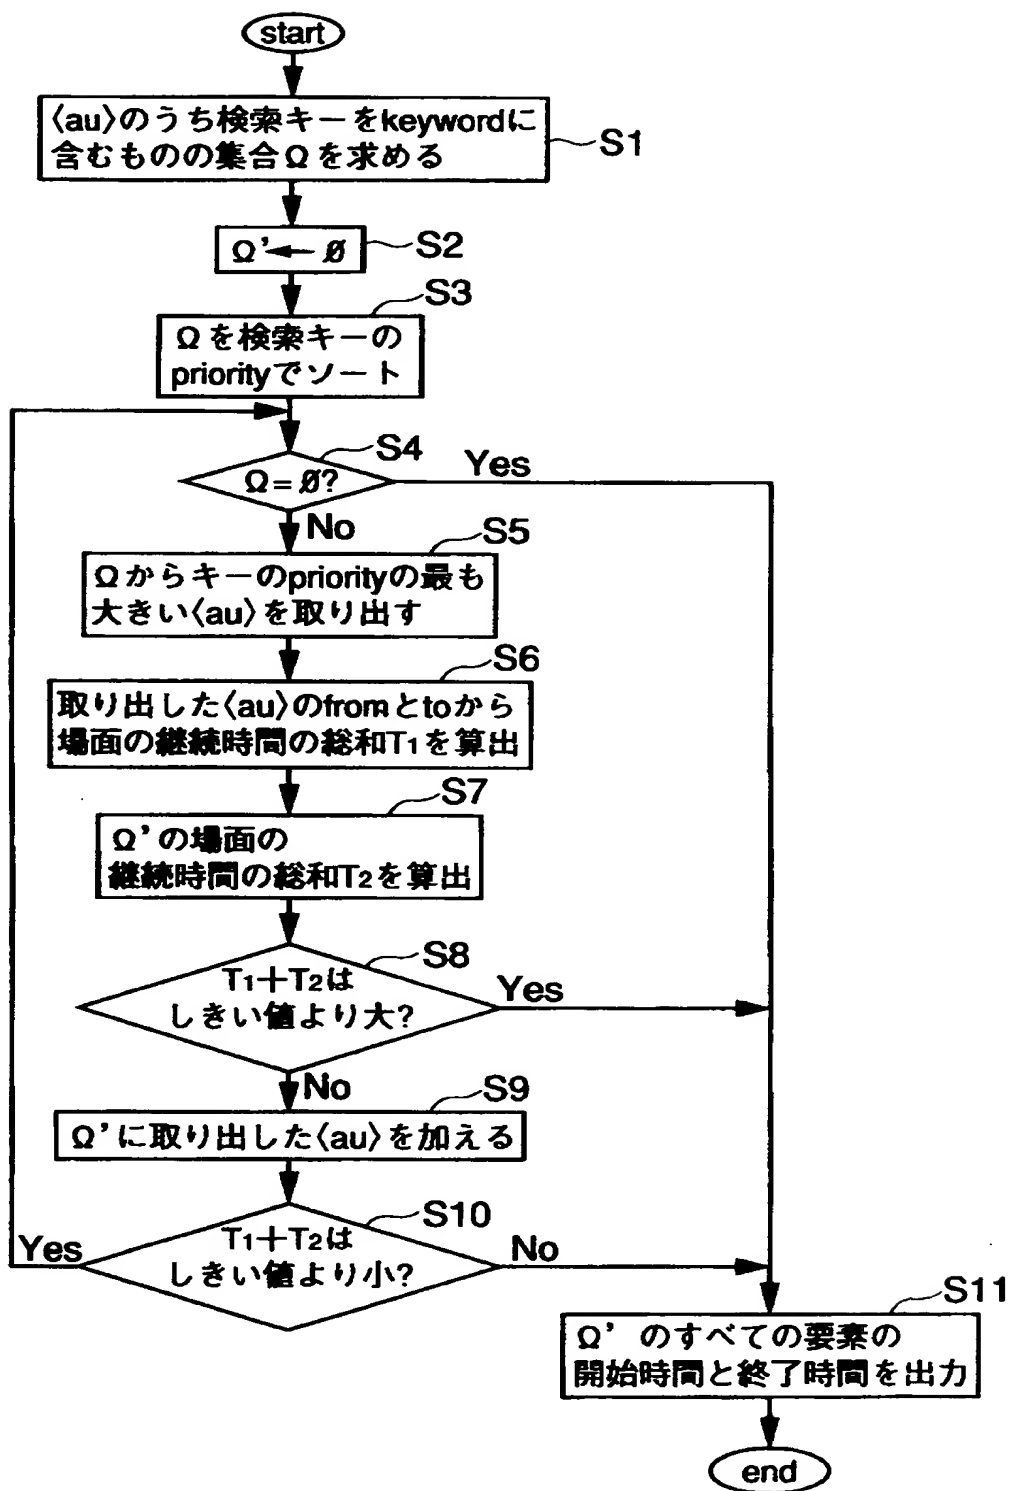 start
〈au〉のうち検索キーをkeywordに
含むものの集合Ωを求める
S1
Ω'← Ø
S2
S3
Ωを検索キーの
priorityでソート
S4
Ω=Ø?
Yes
No
S5
Ωからキーのpriorityの最も
大きい〈au〉を取り出す
S6
取り出した〈au〉のfromとtoから
場面の継続時間の総和T1を算出
S7
Ω'の場面の
継続時間の総和T2を算出
S8
T1+T2は
しきい値より大?
Yes
No
S9
Ω'に取り出した〈au〉を加える
S10
T1+T2は
しきい値より小?
Yes
No
S11
Ω'のすべての要素の
開始時間と終了時間を出力
end